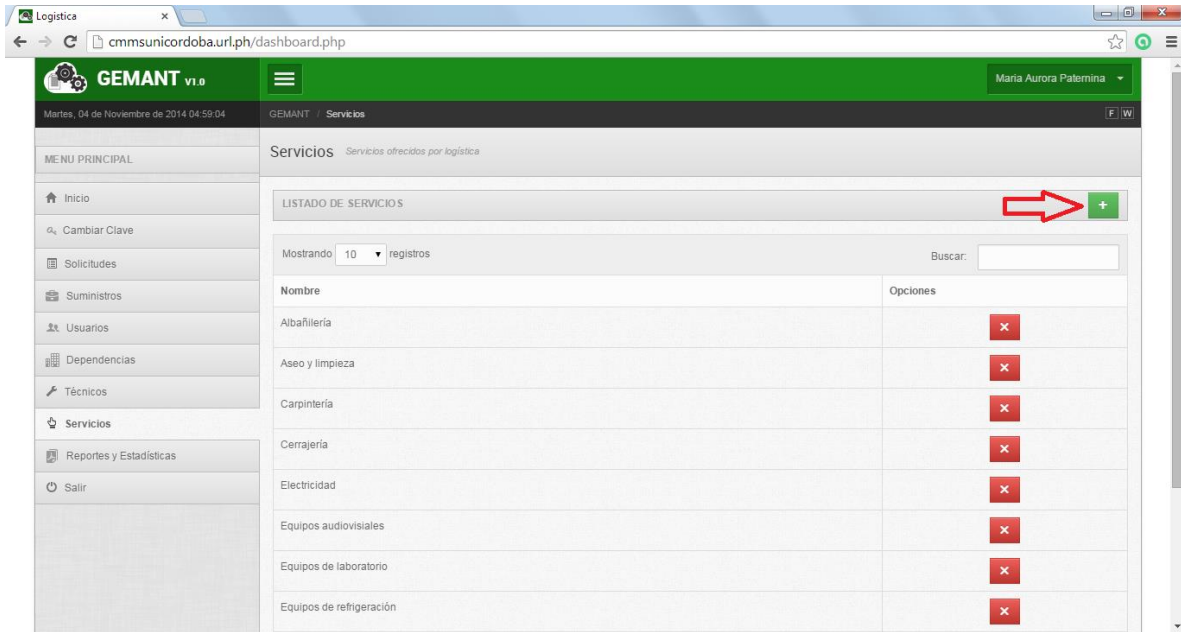 Logistica
cmmsunicordoba.url.ph/dashboard.php
GEMANT V1.0
Maria Aurora Paternina
Martes, 04 de Noviembre de 2014 04:59:04
GEMANT / Servicios
F W
MENU PRINCIPAL
Inicio
Cambiar Clave
Solicitudes
Suministros
Usuarios
Dependencias
Técnicos
Servicios
Reportes y Estadísticas
Salir
Servicios Servicios ofrecidos por logística
LISTADO DE SERVICIOS
+
Mostrando 10 registros
Buscar:
Nombre Opciones
Albañilería
Aseo y limpieza
Carpintería
Cerrajería
Electricidad
Equipos audiovisiales
Equipos de laboratorio
Equipos de refrigeración